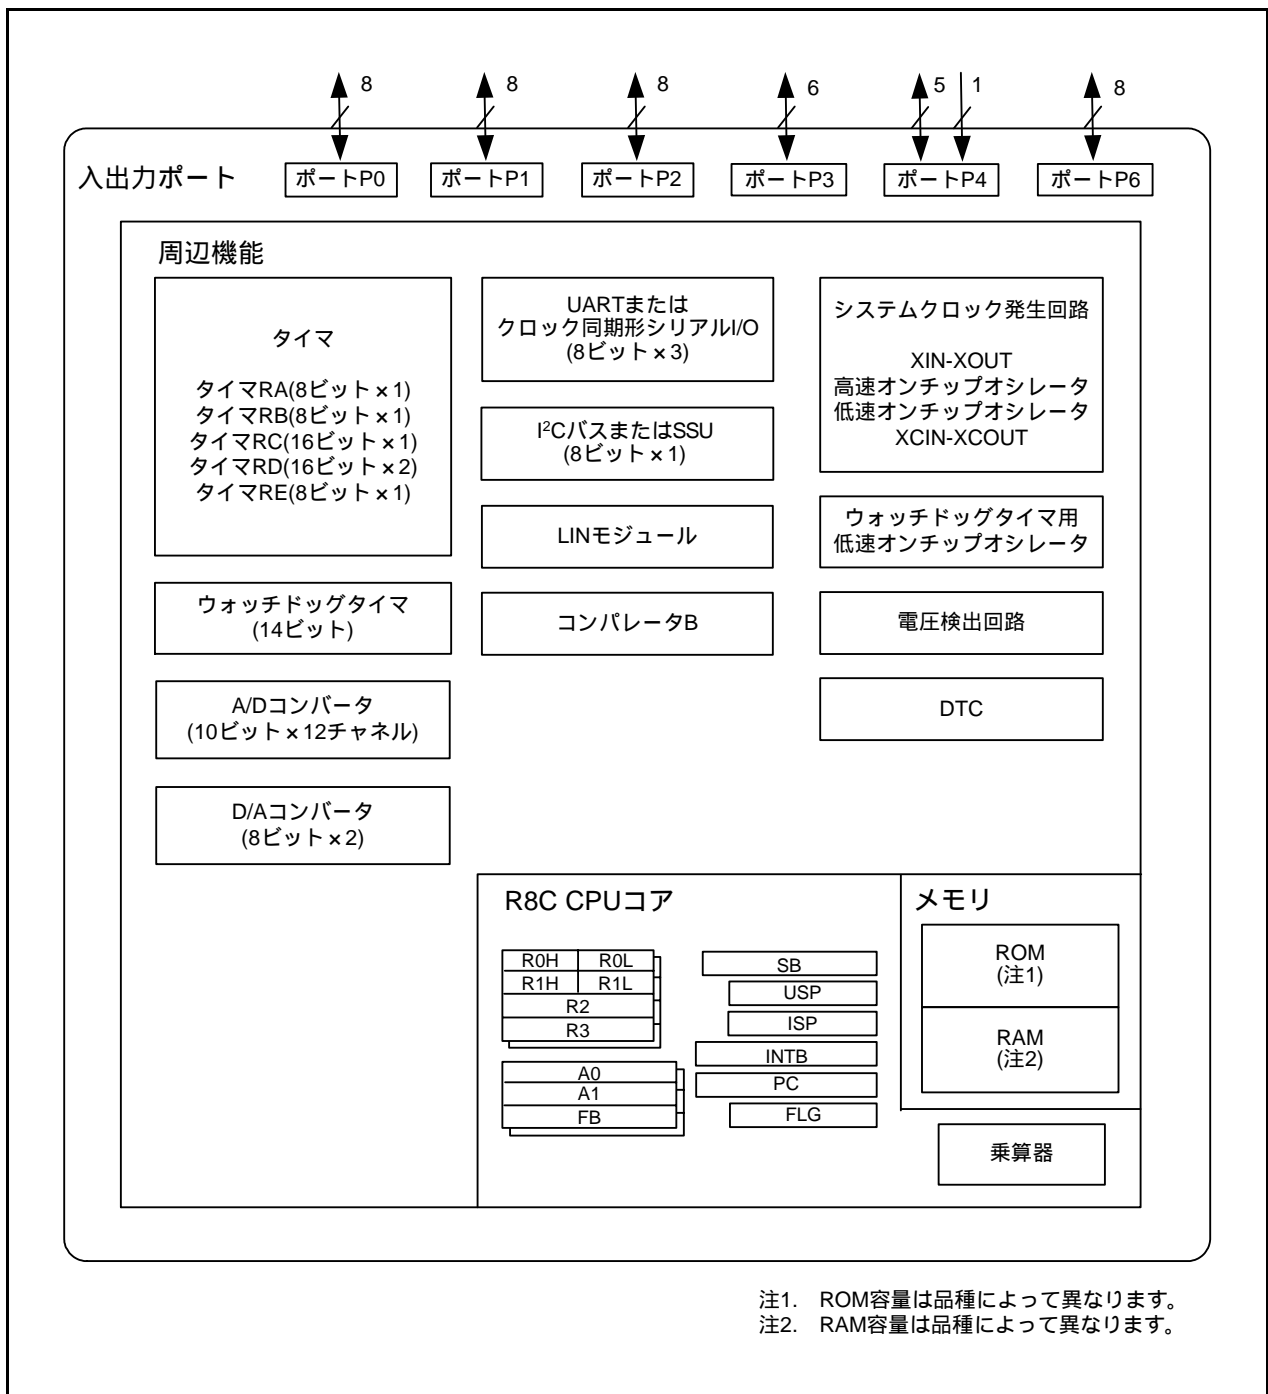 8 8 8 6 5 1 8
入出力ポート ポートP0 ポートP1 ポートP2 ポートP3 ポートP4 ポートP6
周辺機能
タイマ
タイマRA(8ビット×1)
タイマRB(8ビット×1)
タイマRC(16ビット×1)
タイマRD(16ビット×2)
タイマRE(8ビット×1)
ウォッチドッグタイマ
(14ビット)
A/Dコンバータ
(10ビット×12チャネル)
D/Aコンバータ
(8ビット×2)
UARTまたは
クロック同期形シリアルI/O
(8ビット×3)
I²CバスまたはSSU
(8ビット×1)
LINモジュール
コンパレータB
システムクロック発生回路
XIN-XOUT
高速オンチップオシレータ
低速オンチップオシレータ
XCIN-XCOUT
ウォッチドッグタイマ用
低速オンチップオシレータ
電圧検出回路
DTC
R8C CPUコア
R0H R0L
R1H R1L
R2
R3
A0
A1
FB
SB
USP
ISP
INTB
PC
FLG
メモリ
ROM
(注1)
RAM
(注2)
乗算器
注1. ROM容量は品種によって異なります。
注2. RAM容量は品種によって異なります。